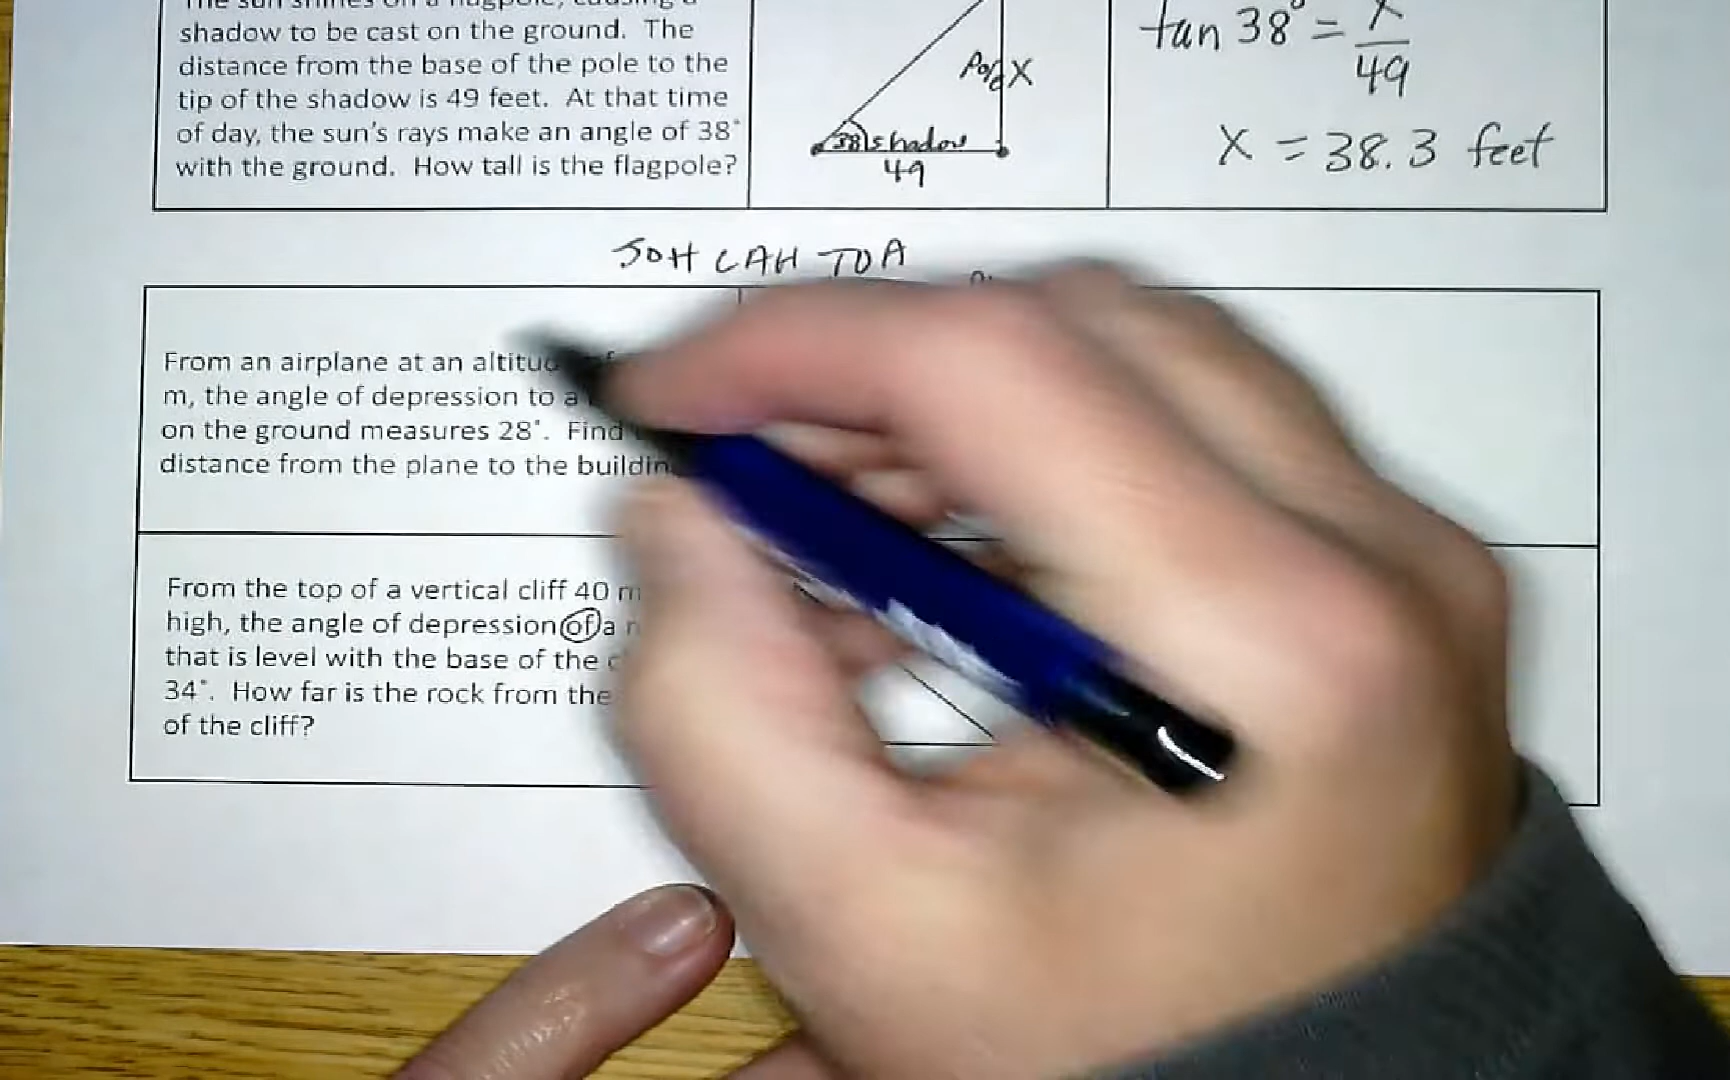 shadow to be cast on the ground. The
distance from the base of the pole to the
tip of the shadow is 49 feet. At that time
of day, the sun's rays make an angle of 38°
with the ground. How tall is the flagpole?
X
38° shadow
49
tan 38° = x
49
X = 38.3 feet
SOH CAH TOA
From an airplane at an
m, the angle of depression to a
on the ground measures 28°. Find
distance from the plane to the
From the top of a vertical cliff 40 m
high, the angle of depression of a
that is level with the base of the
34°. How far is the rock from the
of the cliff?